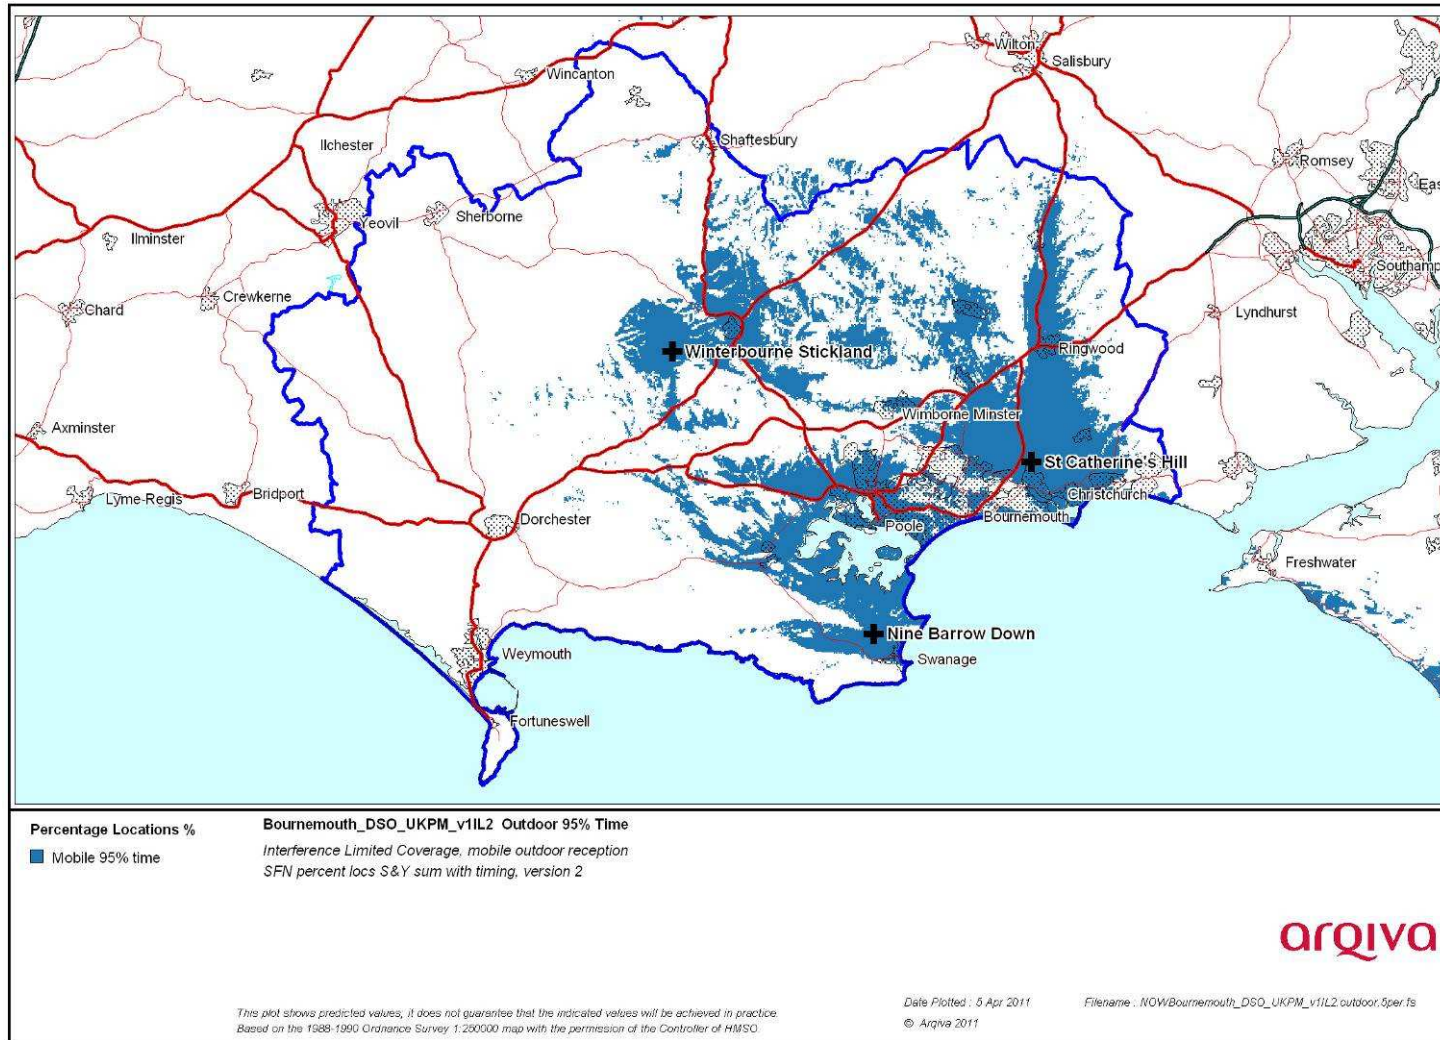 Wilton
Salisbury
Wincanton
Shaftesbury
Ilchester
Romsey
Eas
Yeovil
Sherborne
Ilminster
Southamp
Crewkerne
Chard
Lyndhurst
Winterbourne Stickland
Ringwood
Wimborne Minster
Axminster
St Catherine's Hill
Lyme-Regis
Bridport
Christchurch
Dorchester
Bournemouth
Poole
Freshwater
Nine Barrow Down
Weymouth
Swanage
Fortuneswell
Percentage Locations %
Mobile 95% time
Bournemouth_DSO_UKPM_v1IL2 Outdoor 95% Time
Interference Limited Coverage, mobile outdoor reception
SFN percent locs S&Y sum with timing, version 2
arqiva
This plot shows predicted values; it does not guarantee that the indicated values will be achieved in practice.
Based on the 1988-1990 Ordnance Survey 1:250000 map with the permission of the Controller of HMSO
Date Plotted : 5 Apr 2011
© Arqiva 2011
Filename : NOWBournemouth_DSO_UKPM_v1IL2.outdoor.5per.fs